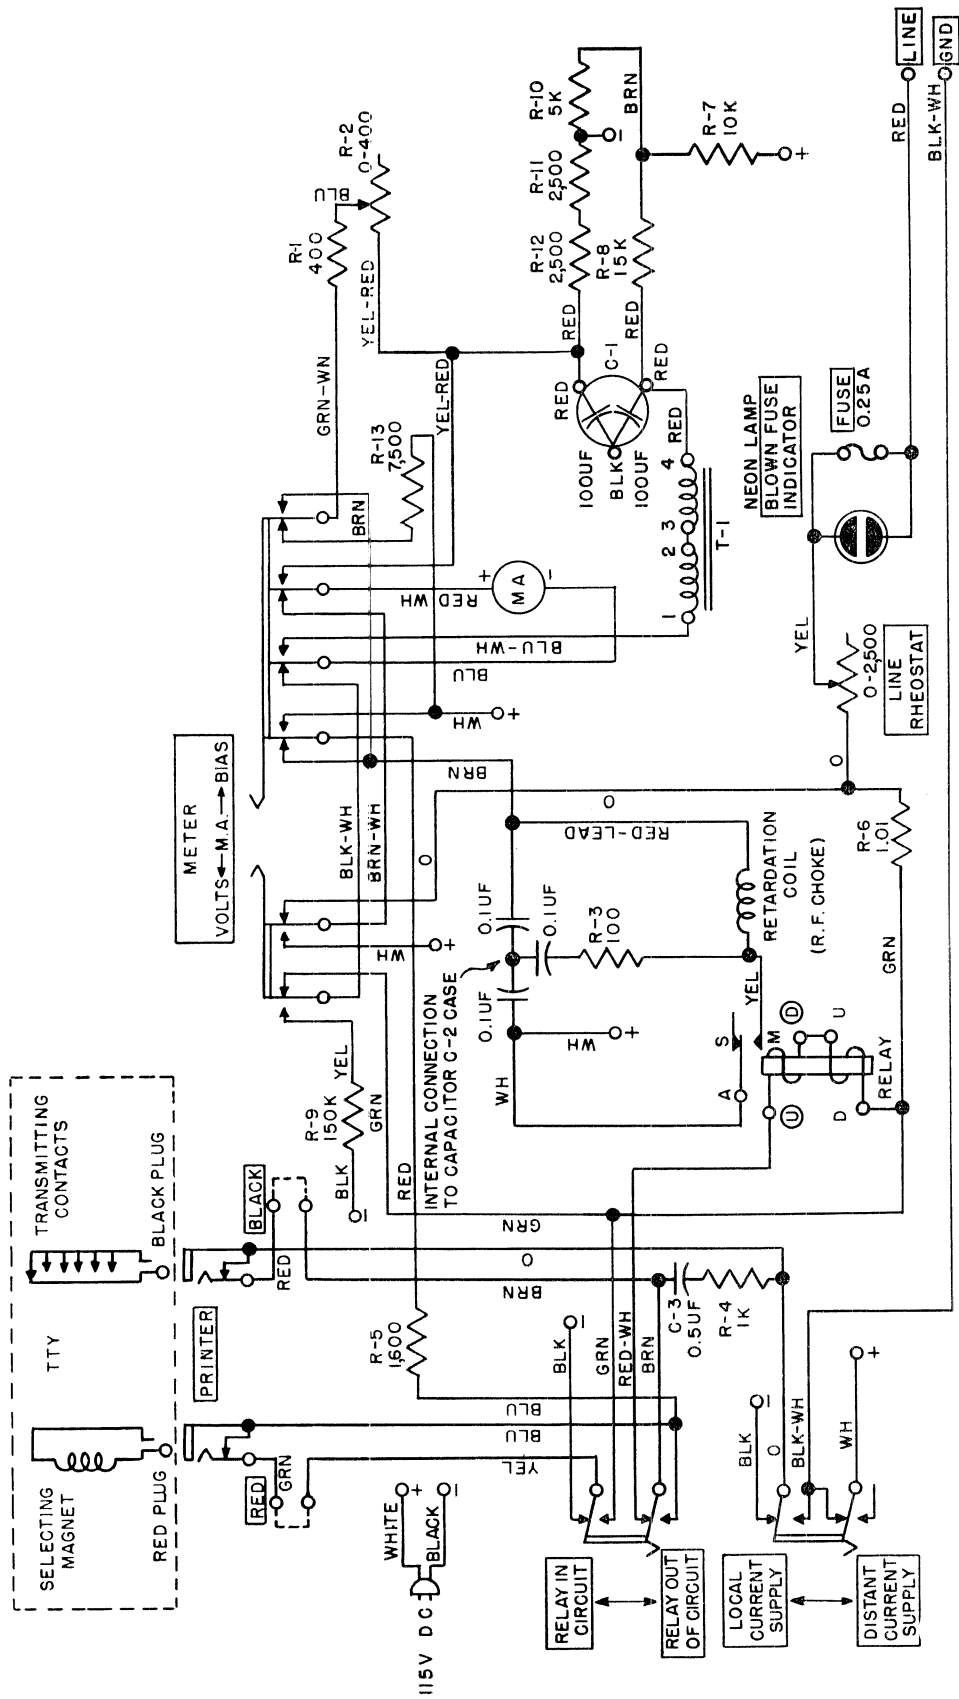 SELECTING
MAGNET
TTY
TRANSMITTING
CONTACTS
RED PLUG
BLACK PLUG
PRINTER
RED
GRN
RED
BLACK
METER
VOLTS M.A. BIAS
115V DC
WHITE
+
BLACK
-
YEL
BLU
BLU
R-5
1,600
BRN
O
BLK
-
R-9
150K
YEL
GRN
RED
GRN
WH
+
O
BLK-WH
BRN-WH
BRN
WH
+
BLU
BLU-WH
RED WH
+
MA
-
BRN
R-13
7,500
GRN-WN
YEL-RED
YEL-RED
R-1
400
BLU
R-2
0-400
INTERNAL CONNECTION
TO CAPACITOR C-2 CASE
WH
WH
+
0.1UF
0.1UF
0.1UF
R-3
100
RED-LEAD
O
RETARDATION
COIL
(R.F. CHOKE)
YEL
A
S
M
U
D
D
U
RELAY
GRN
R-6
1.01
RELAY IN
CIRCUIT
RELAY OUT
OF CIRCUIT
BLK
-
GRN
RED-WH
BRN
C-3
0.5UF
R-4
1K
LOCAL
CURRENT
SUPPLY
DISTANT
CURRENT
SUPPLY
BLK
-
O
BLK-WH
WH
+
RED
100UF
BLK
100UF
C-1
RED
RED
RED
RED
R-12
2,500
R-11
2,500
R-10
5K
-
BRN
R-8
15K
R-7
10K
+
1
2
3
4
T-1
NEON LAMP
BLOWN FUSE
INDICATOR
FUSE
0.25A
YEL
O
0-2,500
LINE
RHEOSTAT
RED
LINE
BLK-WH
GND